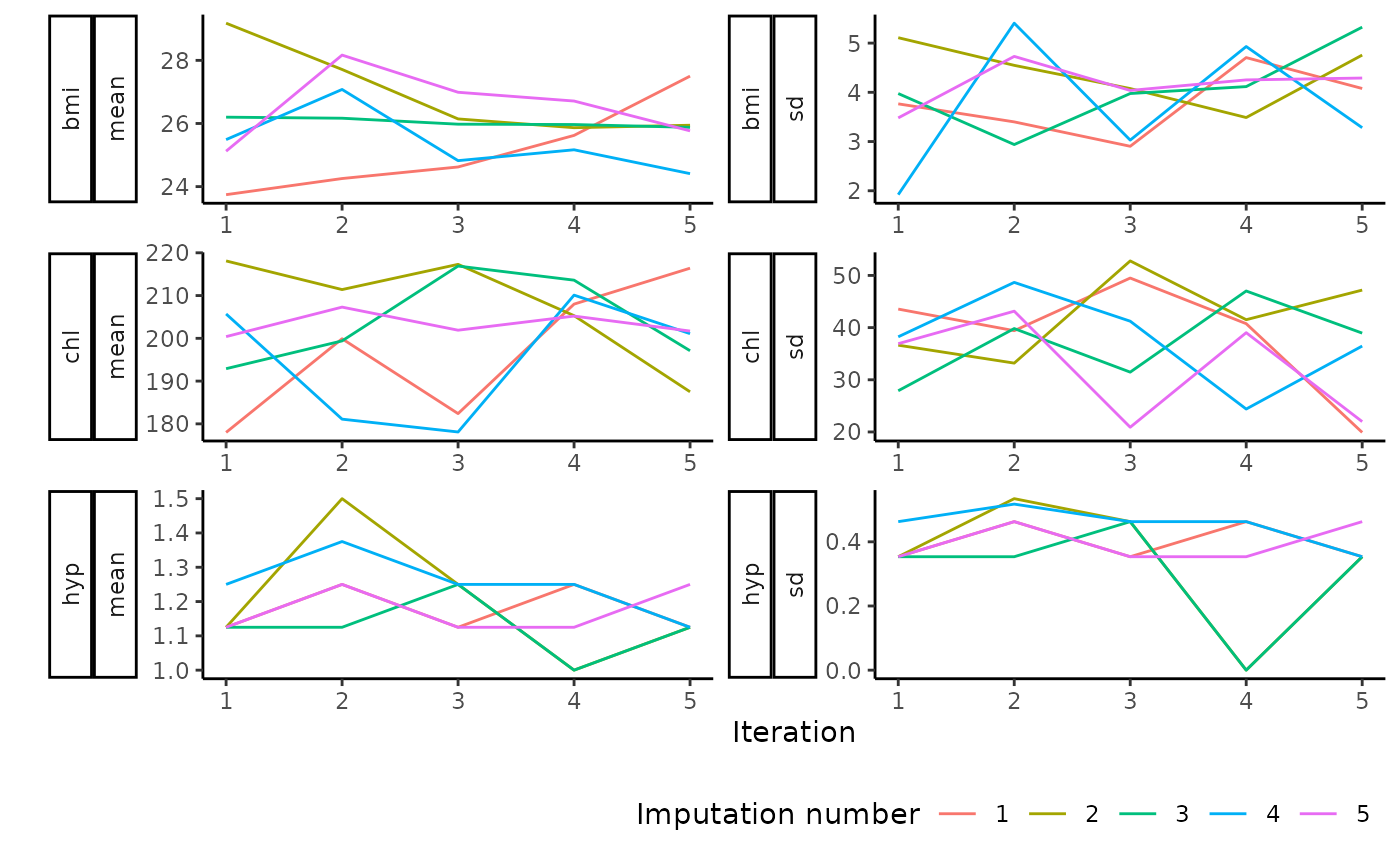 bmi mean
28
26
24
1 2 3 4 5
bmi sd
5
4
3
2
1 2 3 4 5
chl mean
220
210
200
190
180
1 2 3 4 5
chl sd
50
40
30
20
1 2 3 4 5
hyp mean
1.5
1.4
1.3
1.2
1.1
1.0
1 2 3 4 5
hyp sd
0.4
0.2
0.0
1 2 3 4 5
Iteration
Imputation number 1 2 3 4 5